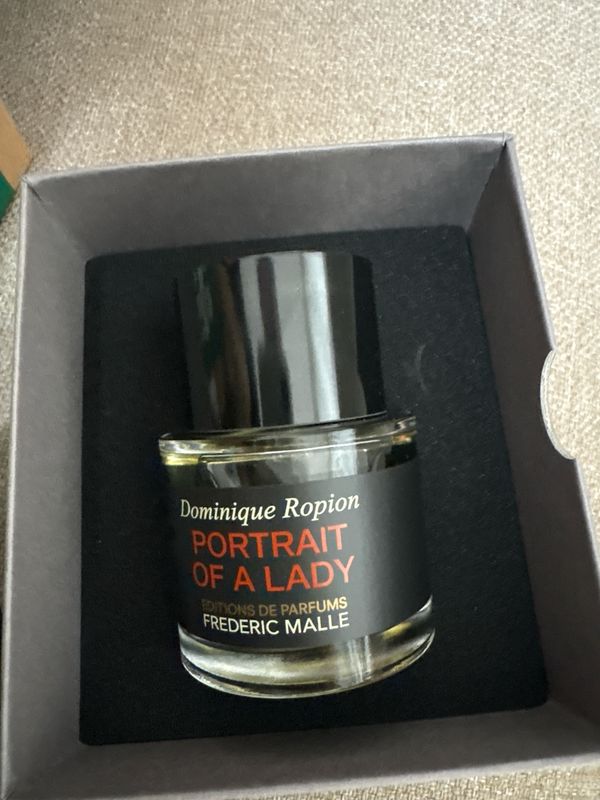 Dominique Ropion
PORTRAIT
OF A LADY
EDITIONS DE PARFUMS
FREDERIC MALLE